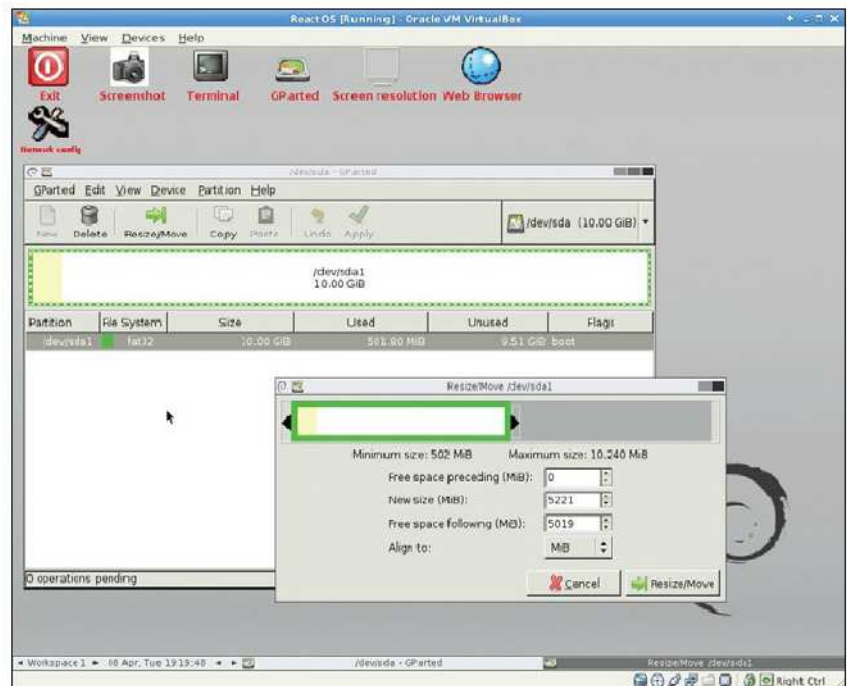 ReactOS [Running] - Oracle VM VirtualBox
Machine View Devices Help
Exit Screenshot Terminal GParted Screen resolution Web Browser
Network config
/dev/sda - GParted
GParted Edit View Device Partition Help
New Delete Resize/Move Copy Paste Undo Apply
/dev/sda (10.00 GiB)
/dev/sda1
10.00 GiB
Partition File System Size Used Unused Flags
/dev/sda1 fat32 10.00 GiB 501.80 MiB 9.51 GiB boot
Resize/Move /dev/sda1
Minimum size: 502 MiB Maximum size: 10,240 MiB
Free space preceding (MiB): 0
New size (MiB): 5221
Free space following (MiB): 5019
Align to: MiB
Cancel Resize/Move
0 operations pending
Workspace 1 08 Apr, Tue 19:19:48 /dev/sda - GParted Resize/Move /dev/sda1
Right Ctrl